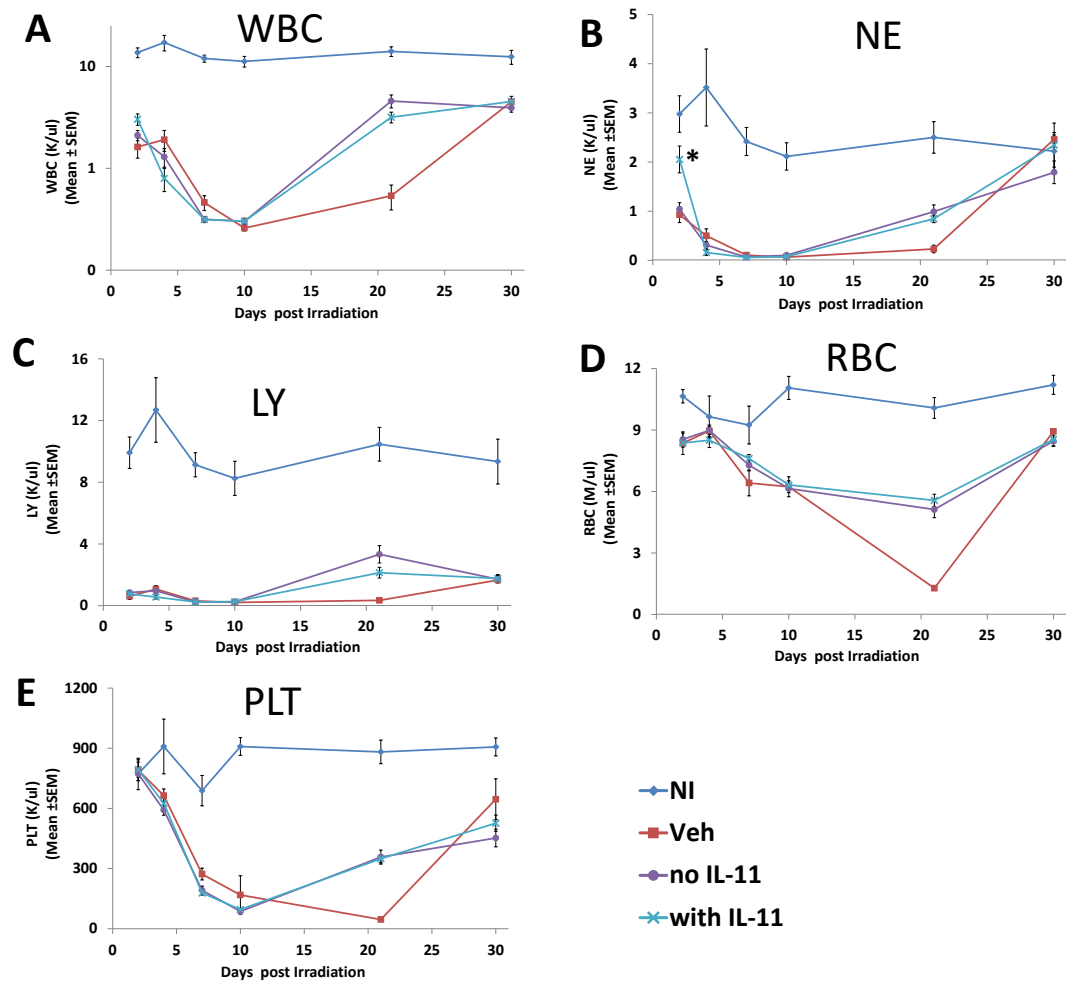 A
WBC
WBC (K/ul)
(Mean ± SEM)
10
1
0
0 5 10 15 20 25 30
Days post Irradiation
B
NE
NE (K/ul)
(Mean ±SEM)
5
4
3
2
1
0
*
0 5 10 15 20 25 30
Days post Irradiation
C
LY
LY (K/ul)
(Mean ±SEM)
16
12
8
4
0
0 5 10 15 20 25 30
Days post Irradiation
D
RBC
RBC (M/ul)
(Mean ±SEM)
12
9
6
3
0
0 5 10 15 20 25 30
Days post Irradiation
E
PLT
PLT (K/ul)
(Mean ±SEM)
1200
900
600
300
0
0 5 10 15 20 25 30
Days post Irradiation
NI
Veh
no IL-11
with IL-11